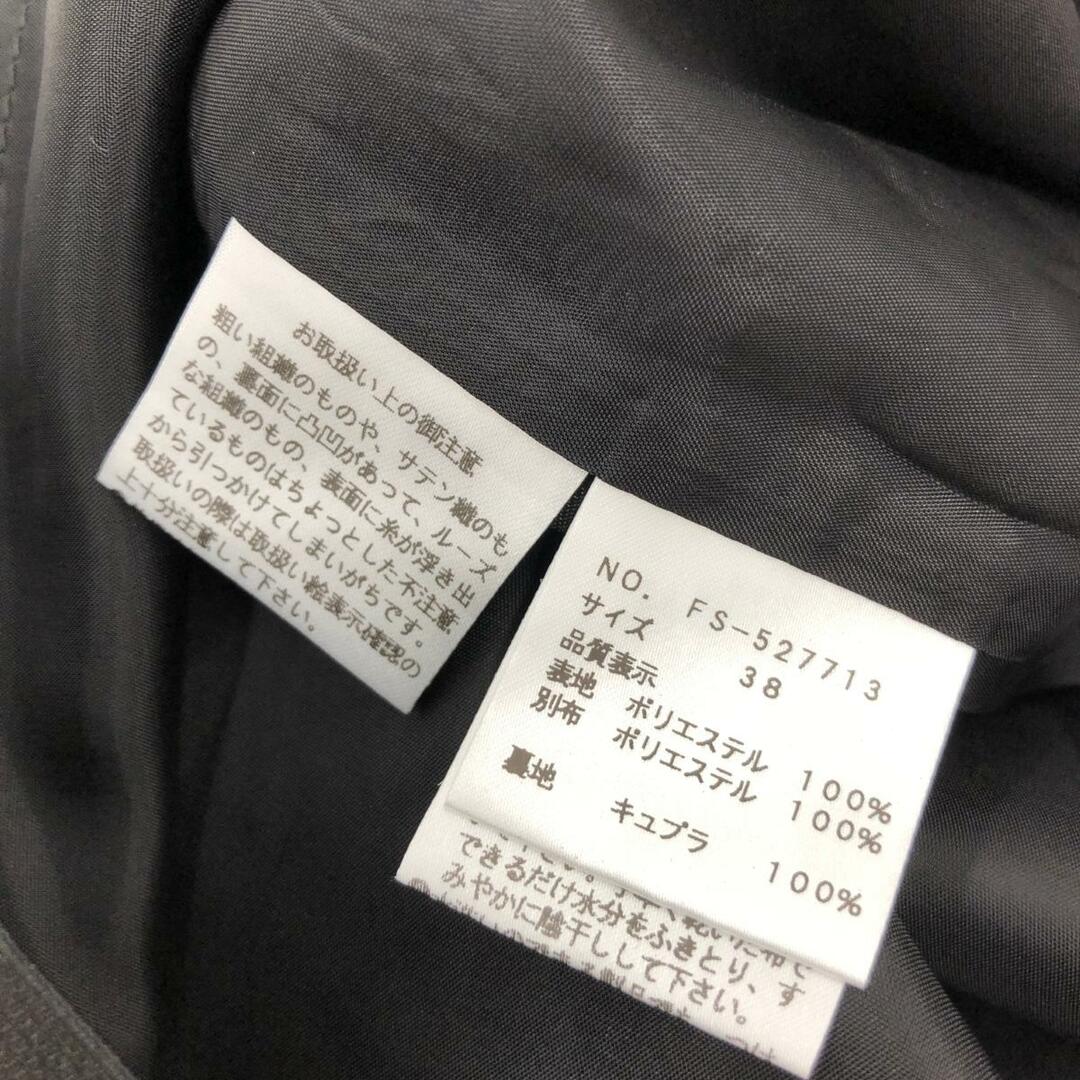 お取扱い上の御注意
粗い組織のものや、サテン織のも
の、裏面に凸凹があって、ルーズ
な組織のもの、表面に糸が浮き出
ているものはちょっとした不注意
から引っかけてしまいがちです。
取扱いの際は取扱い絵表示確認の
上十分注意して下さい。
NO. FS-527713
サイズ 38
品質表示
表地 ポリエステル 100%
別布 ポリエステル 100%
裏地 キュプラ 100%
乾いた布で
できるだけ水分をふきとり、す
みやかに陰干しして下さい。